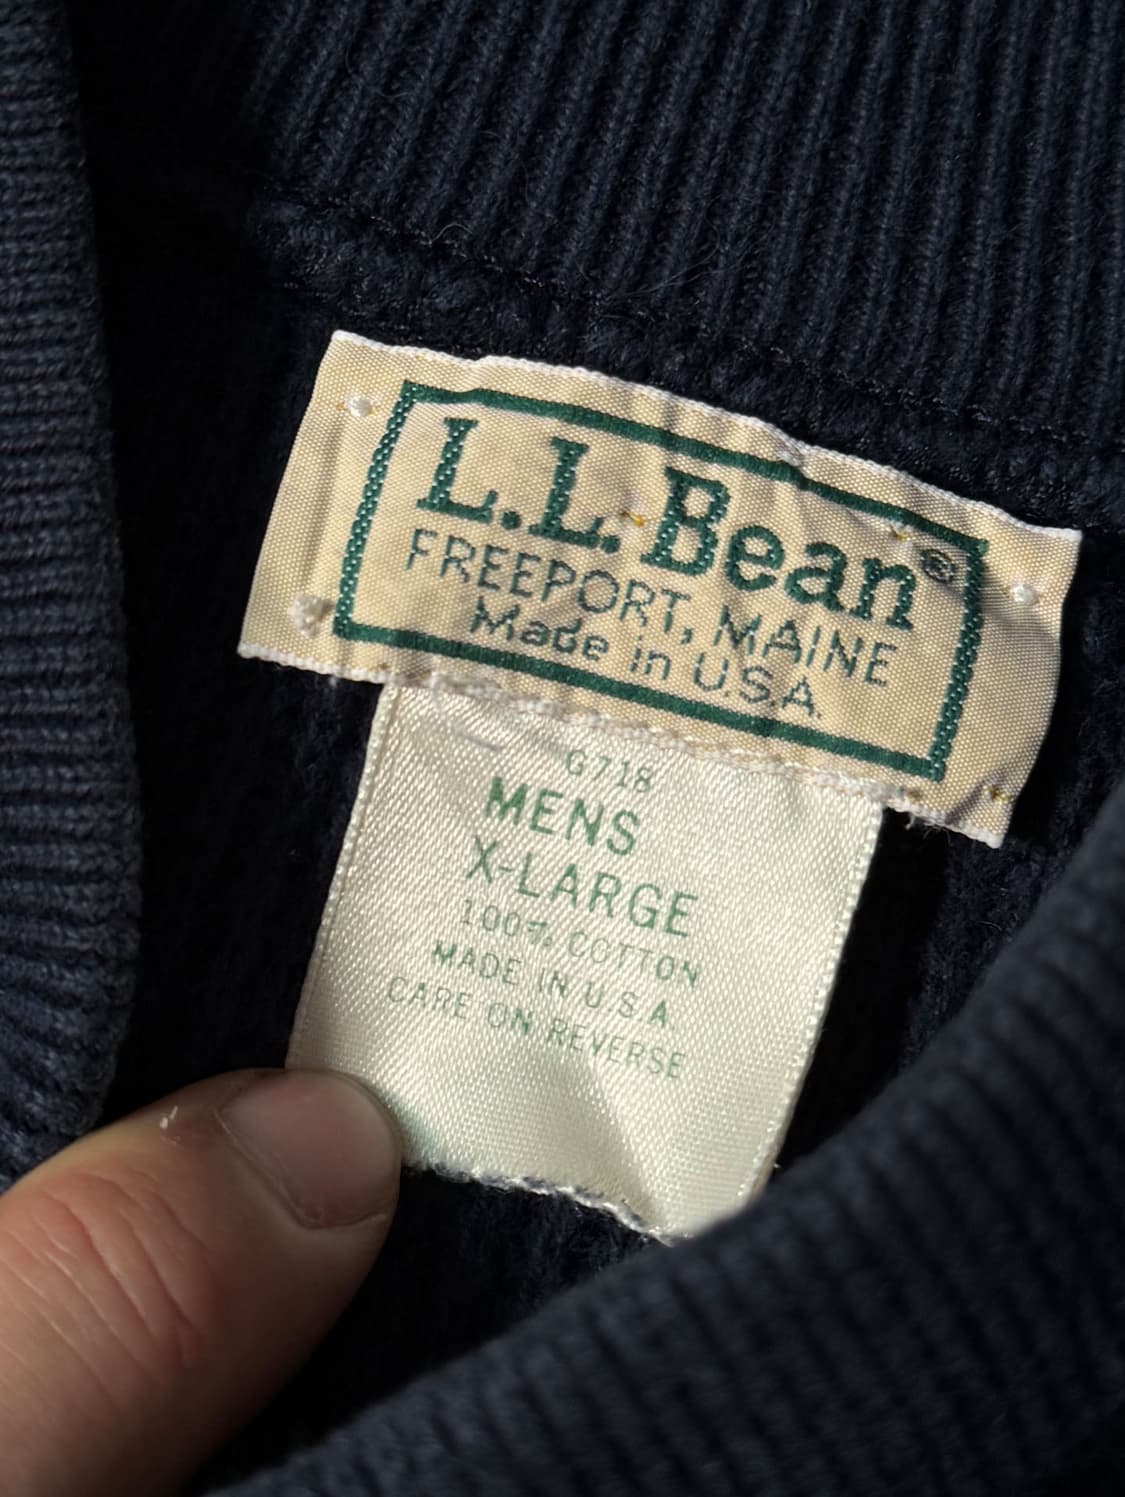 L.L.Bean®
FREEPORT, MAINE
Made in U.S.A.
G718
MENS
X-LARGE
100% COTTON
MADE IN U.S.A.
CARE ON REVERSE